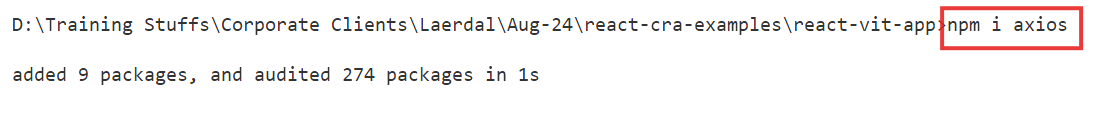 D:\Training Stuffs\Corporate Clients\Laerdal\Aug-24\react-cra-examples\react-vit-app>npm i axios
added 9 packages, and audited 274 packages in 1s